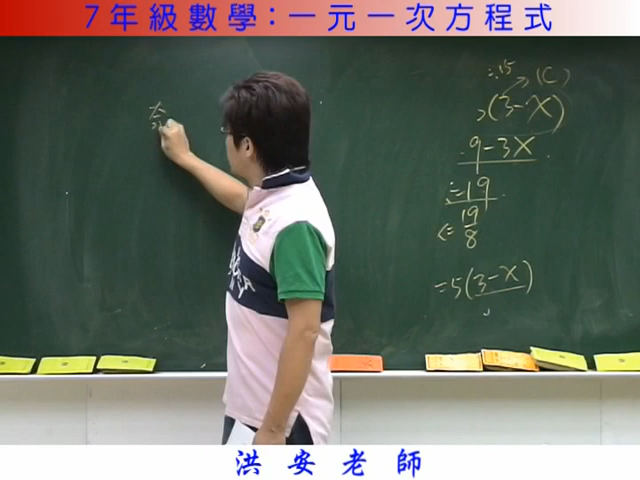 7年級數學:一元一次方程式
=15
(C)
(3-x)
9-3x
=19
19
8
=5(3-x)
洪安老師